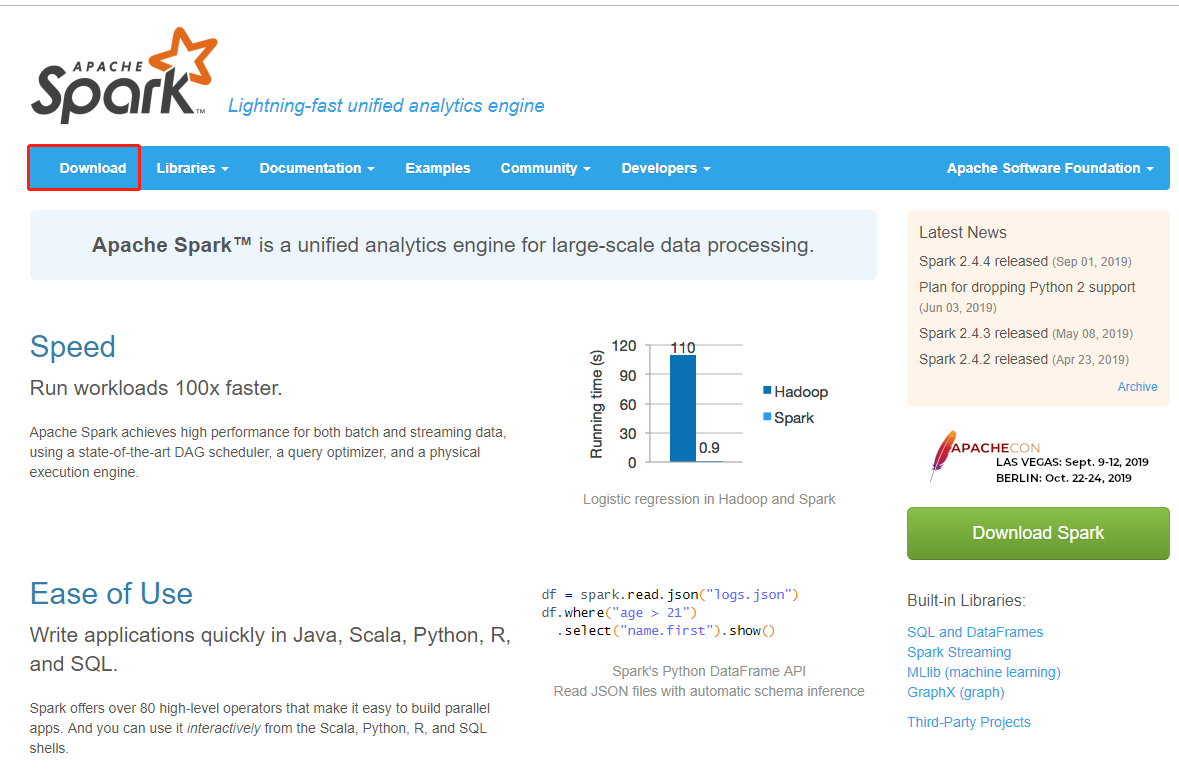 APACHE
Spark™
Lightning-fast unified analytics engine
Download
Libraries
Documentation
Examples
Community
Developers
Apache Software Foundation
Apache Spark™ is a unified analytics engine for large-scale data processing.
Speed
Run workloads 100x faster.
Apache Spark achieves high performance for both batch and streaming data,
using a state-of-the-art DAG scheduler, a query optimizer, and a physical
execution engine.
Running time (s)
120
90
60
30
0
110
0.9
Hadoop
Spark
Logistic regression in Hadoop and Spark
Ease of Use
Write applications quickly in Java, Scala, Python, R,
and SQL.
Spark offers over 80 high-level operators that make it easy to build parallel
apps. And you can use it interactively from the Scala, Python, R, and SQL
shells.
df = spark.read.json("logs.json")
df.where("age > 21")
.select("name.first").show()
Spark's Python DataFrame API
Read JSON files with automatic schema inference
Latest News
Spark 2.4.4 released (Sep 01, 2019)
Plan for dropping Python 2 support
(Jun 03, 2019)
Spark 2.4.3 released (May 08, 2019)
Spark 2.4.2 released (Apr 23, 2019)
Archive
APACHECON
LAS VEGAS: Sept. 9-12, 2019
BERLIN: Oct. 22-24, 2019
Download Spark
Built-in Libraries:
SQL and DataFrames
Spark Streaming
MLlib (machine learning)
GraphX (graph)
Third-Party Projects